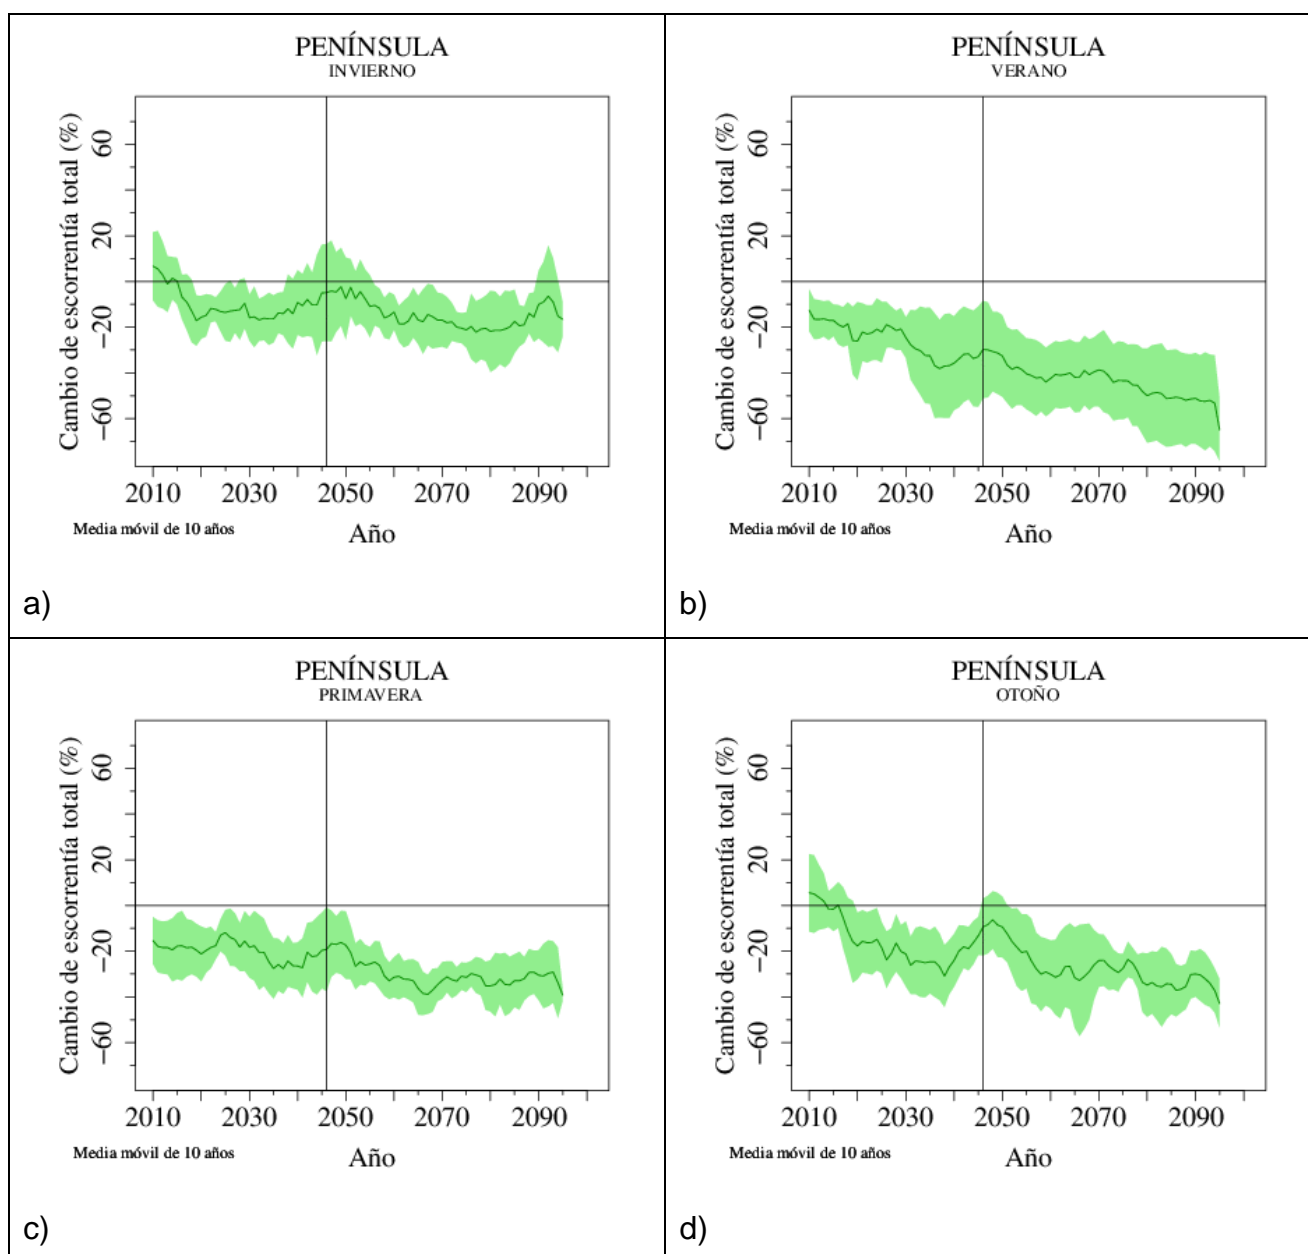 PENÍNSULA
INVIERNO
Cambio de escorrentía total (%)
60
20
−20
−60
2010 2030 2050 2070 2090
Media móvil de 10 años
Año
a)
PENÍNSULA
VERANO
Cambio de escorrentía total (%)
60
20
−20
−60
2010 2030 2050 2070 2090
Media móvil de 10 años
Año
b)
PENÍNSULA
PRIMAVERA
Cambio de escorrentía total (%)
60
20
−20
−60
2010 2030 2050 2070 2090
Media móvil de 10 años
Año
c)
PENÍNSULA
OTOÑO
Cambio de escorrentía total (%)
60
20
−20
−60
2010 2030 2050 2070 2090
Media móvil de 10 años
Año
d)